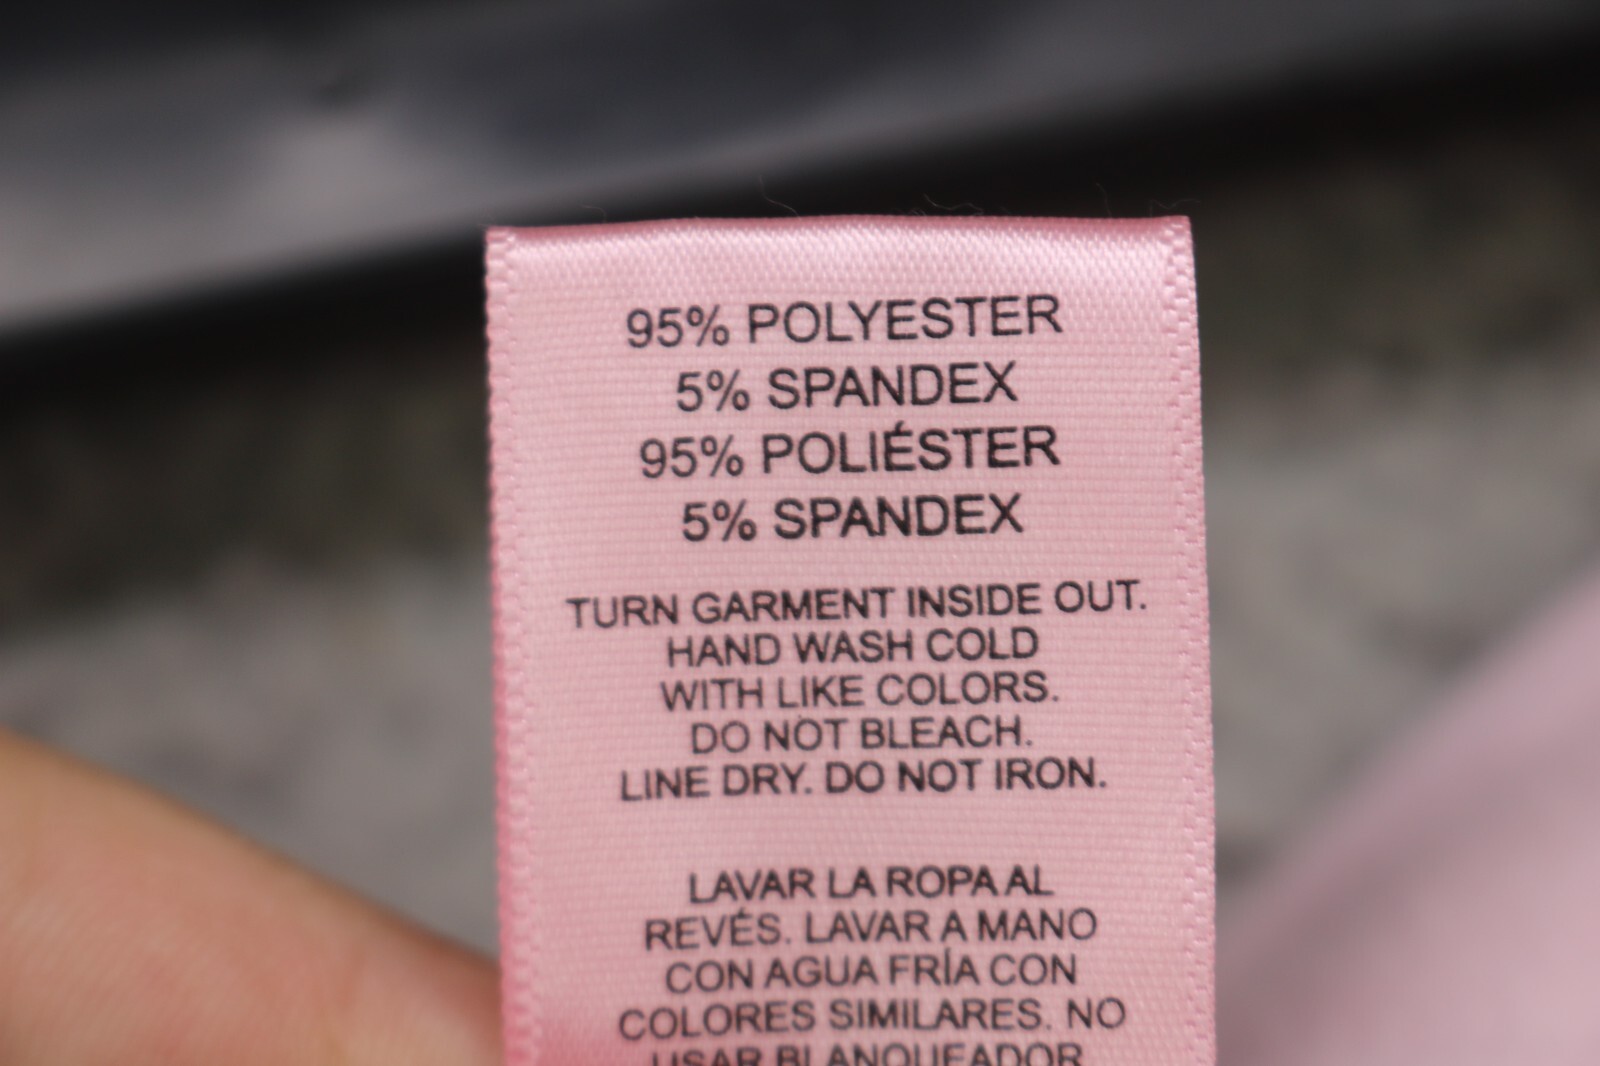 95% POLYESTER
5% SPANDEX
95% POLIÉSTER
5% SPANDEX
TURN GARMENT INSIDE OUT.
HAND WASH COLD
WITH LIKE COLORS.
DO NOT BLEACH.
LINE DRY. DO NOT IRON.
LAVAR LA ROPA AL
REVÉS. LAVAR A MANO
CON AGUA FRÍA CON
COLORES SIMILARES. NO
USAR BLANQUEADOR